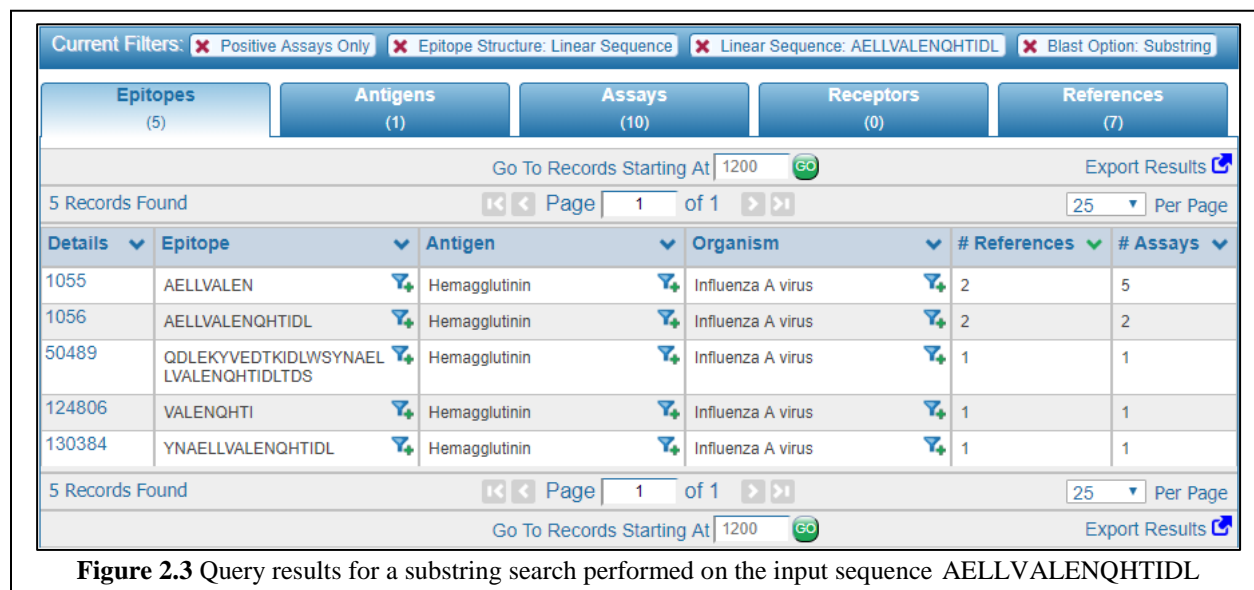 Current Filters: Positive Assays Only Epitope Structure: Linear Sequence Linear Sequence: AELLVALENQHTIDL Blast Option: Substring
Epitopes Antigens Assays Receptors References
(5) (1) (10) (0) (7)
Go To Records Starting At 1200 GO Export Results
5 Records Found Page 1 of 1 25 Per Page
Details Epitope Antigen Organism # References # Assays
1055 AELLVALEN Hemagglutinin Influenza A virus 2 5
1056 AELLVALENQHTIDL Hemagglutinin Influenza A virus 2 2
50489 QDLEKYVEDTKIDLWSYNAEL Hemagglutinin Influenza A virus 1 1
LVALENQHTIDLTDS
124806 VALENQHTI Hemagglutinin Influenza A virus 1 1
130384 YNAELLVALENQHTIDL Hemagglutinin Influenza A virus 1 1
5 Records Found Page 1 of 1 25 Per Page
Go To Records Starting At 1200 GO Export Results
Figure 2.3 Query results for a substring search performed on the input sequence AELLVALENQHTIDL